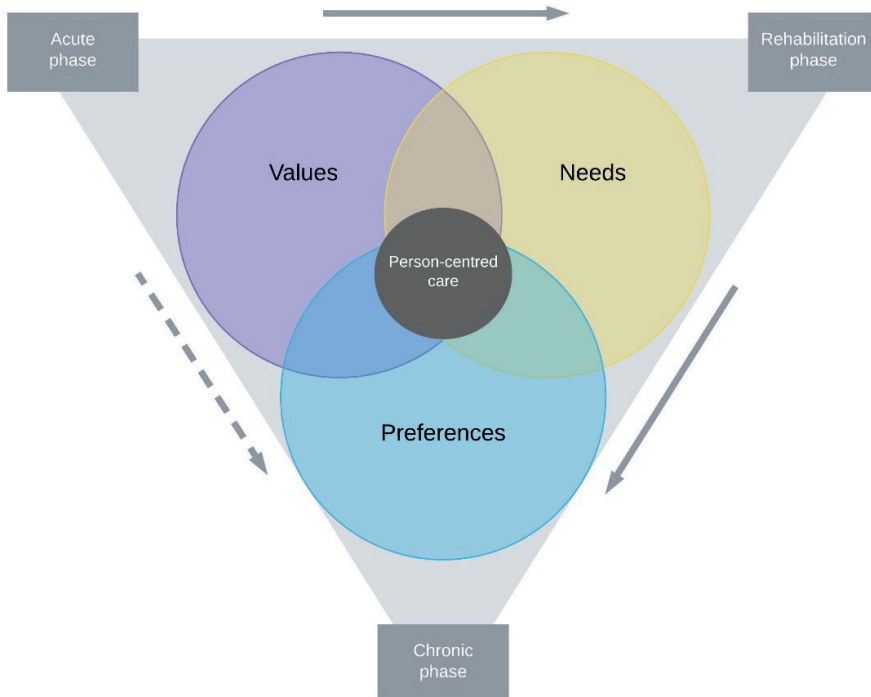 Acute
phase
Rehabilitation
phase
Values
Needs
Person-centred
care
Preferences
Chronic
phase